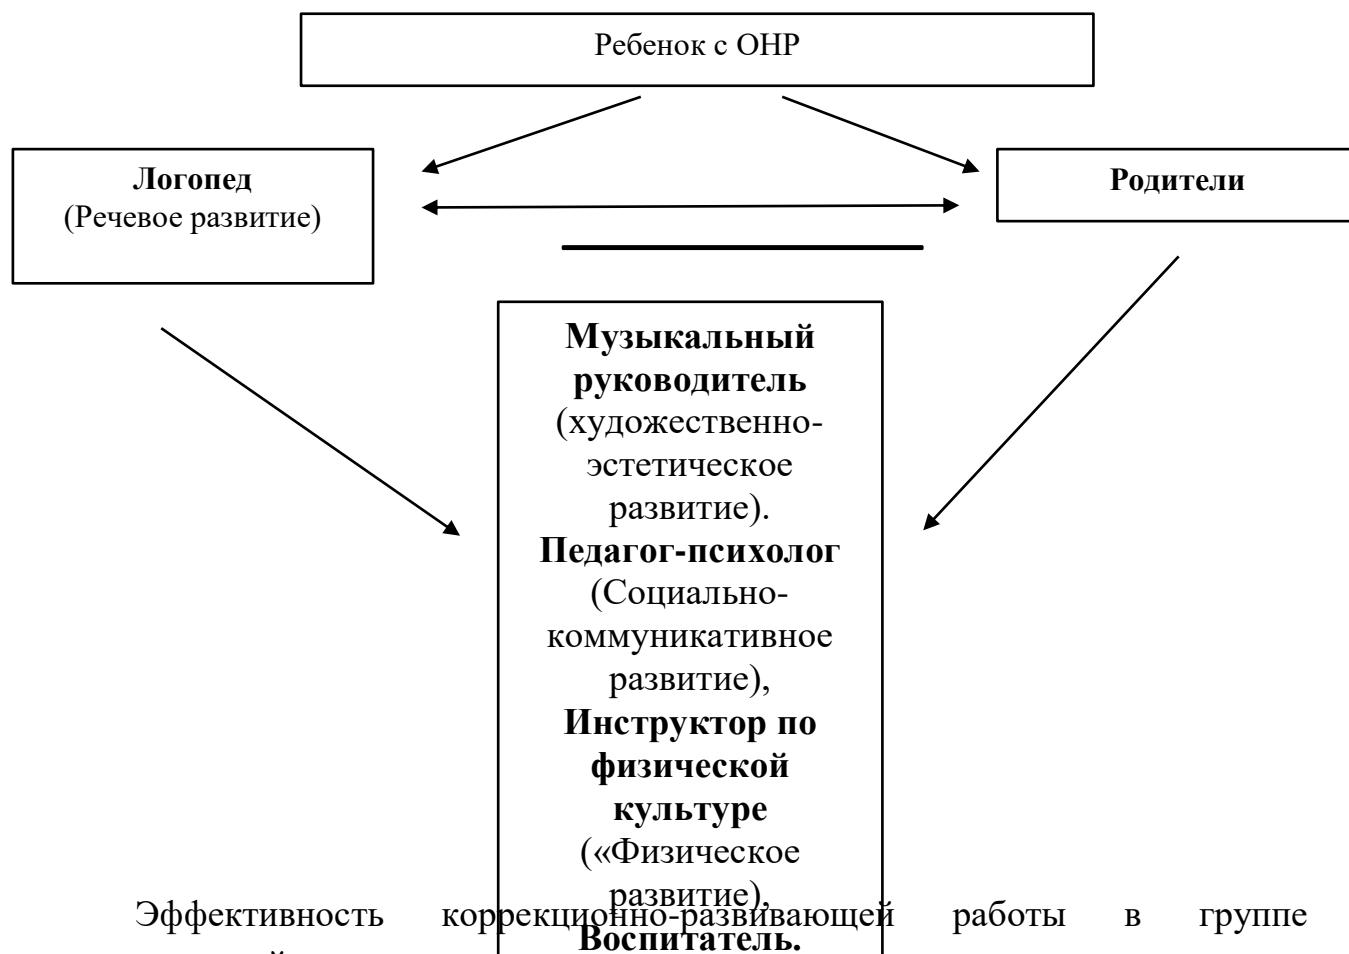 Ребенок с ОНР
Логопед
(Речевое развитие)
Родители
Музыкальный
руководитель
(художественно-
эстетическое
развитие).
Педагог-психолог
(Социально-
коммуникативное
развитие),
Инструктор по
физической
культуре
(«Физическое
развитие),
Воспитатель.
Эффективность коррекционно-развивающей работы в группе